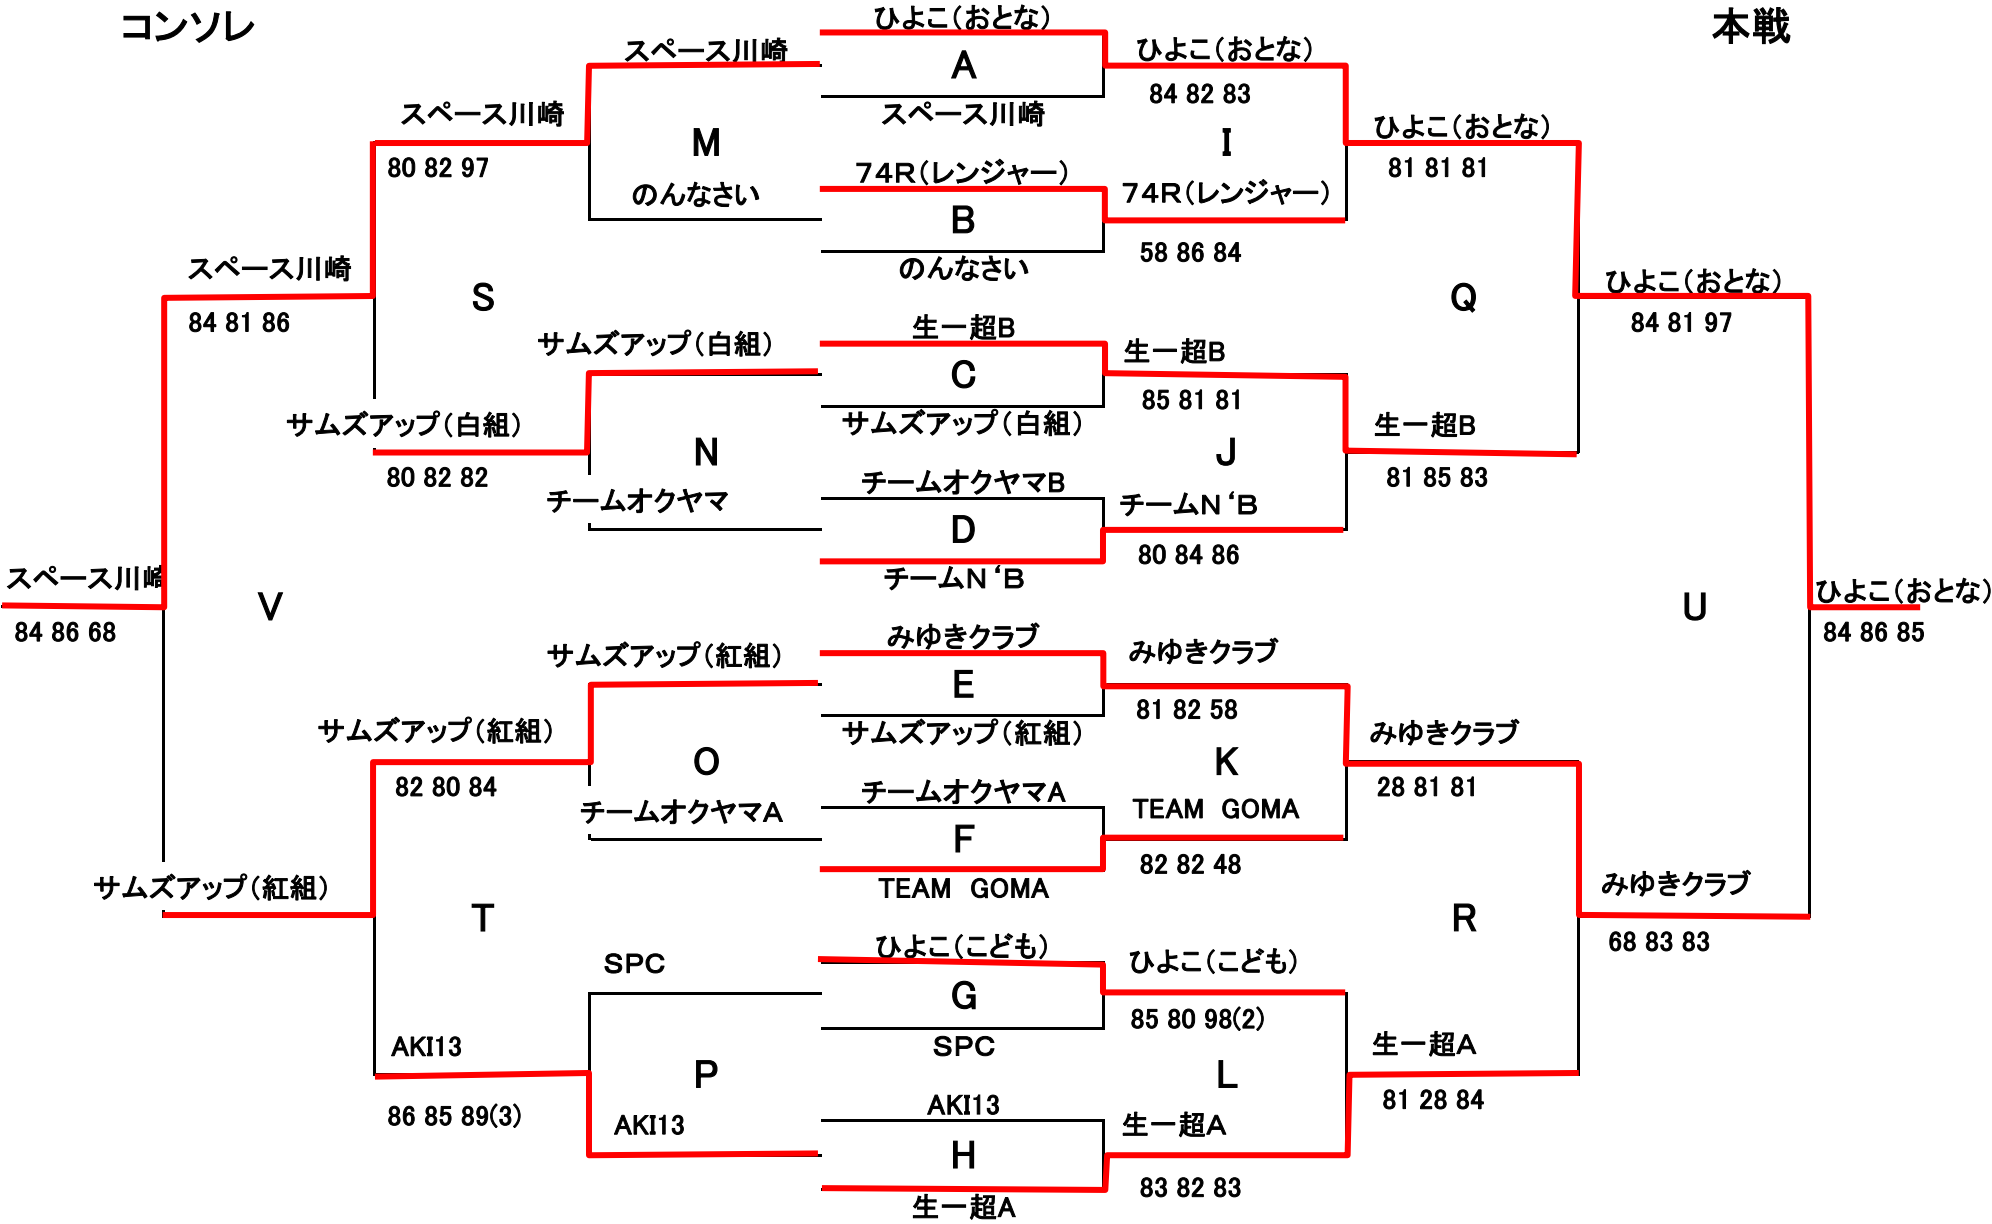 コンソレ
本戦
ひよこ（おとな）
スペース川崎
ひよこ（おとな）
A
84 82 83
スペース川崎
スペース川崎
ひよこ（おとな）
M
I
80 82 97
74R（レンジャー）
81 81 81
のんなさい
74R（レンジャー）
B
58 86 84
スペース川崎
のんなさい
ひよこ（おとな）
S
Q
84 81 86
生一超B
84 81 97
サムズアップ（白組）
生一超B
C
85 81 81
サムズアップ（白組）
サムズアップ（白組）
生一超B
N
J
80 82 82
チームオクヤマB
81 85 83
チームオクヤマ
チームN‘B
D
80 84 86
スペース川崎
チームN‘B
ひよこ（おとな）
V
U
84 86 68
みゆきクラブ
84 86 85
サムズアップ（紅組）
みゆきクラブ
E
81 82 58
サムズアップ（紅組）
サムズアップ（紅組）
みゆきクラブ
O
K
82 80 84
チームオクヤマA
28 81 81
チームオクヤマA
TEAM　GOMA
F
82 82 48
サムズアップ（紅組）
TEAM　GOMA
みゆきクラブ
T
R
ひよこ（こども）
68 83 83
SPC
ひよこ（こども）
G
85 80 98(2)
AKI13
SPC
生一超A
P
L
86 85 89(3)
AKI13
81 28 84
AKI13
生一超A
H
83 82 83
生一超A